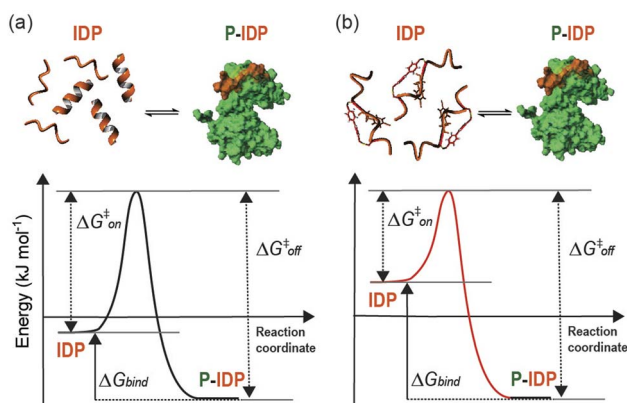 (a)
IDP
P-IDP
Energy (kJ mol⁻¹)
ΔG‡on
ΔG‡off
IDP
Reaction
coordinate
ΔGbind
P-IDP
(b)
IDP
P-IDP
ΔG‡on
ΔG‡off
IDP
Reaction
coordinate
ΔGbind
P-IDP